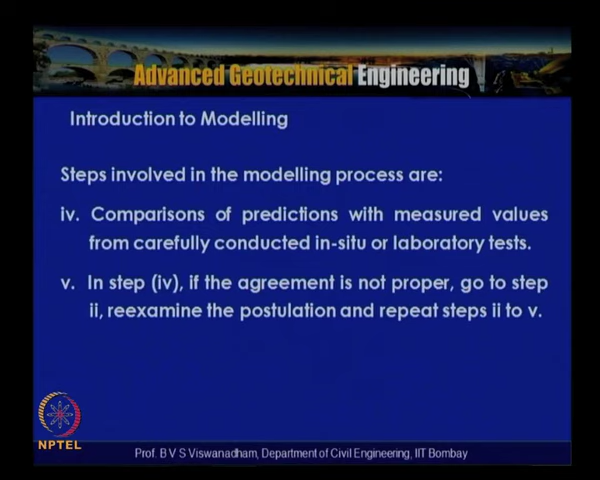 Advanced Geotechnical Engineering
Introduction to Modelling
Steps involved in the modelling process are:
iv. Comparisons of predictions with measured values
from carefully conducted in-situ or laboratory tests.
v. In step (iv), if the agreement is not proper, go to step
ii, reexamine the postulation and repeat steps ii to v.
NPTEL
Prof. B V S Viswanadham, Department of Civil Engineering, IIT Bombay